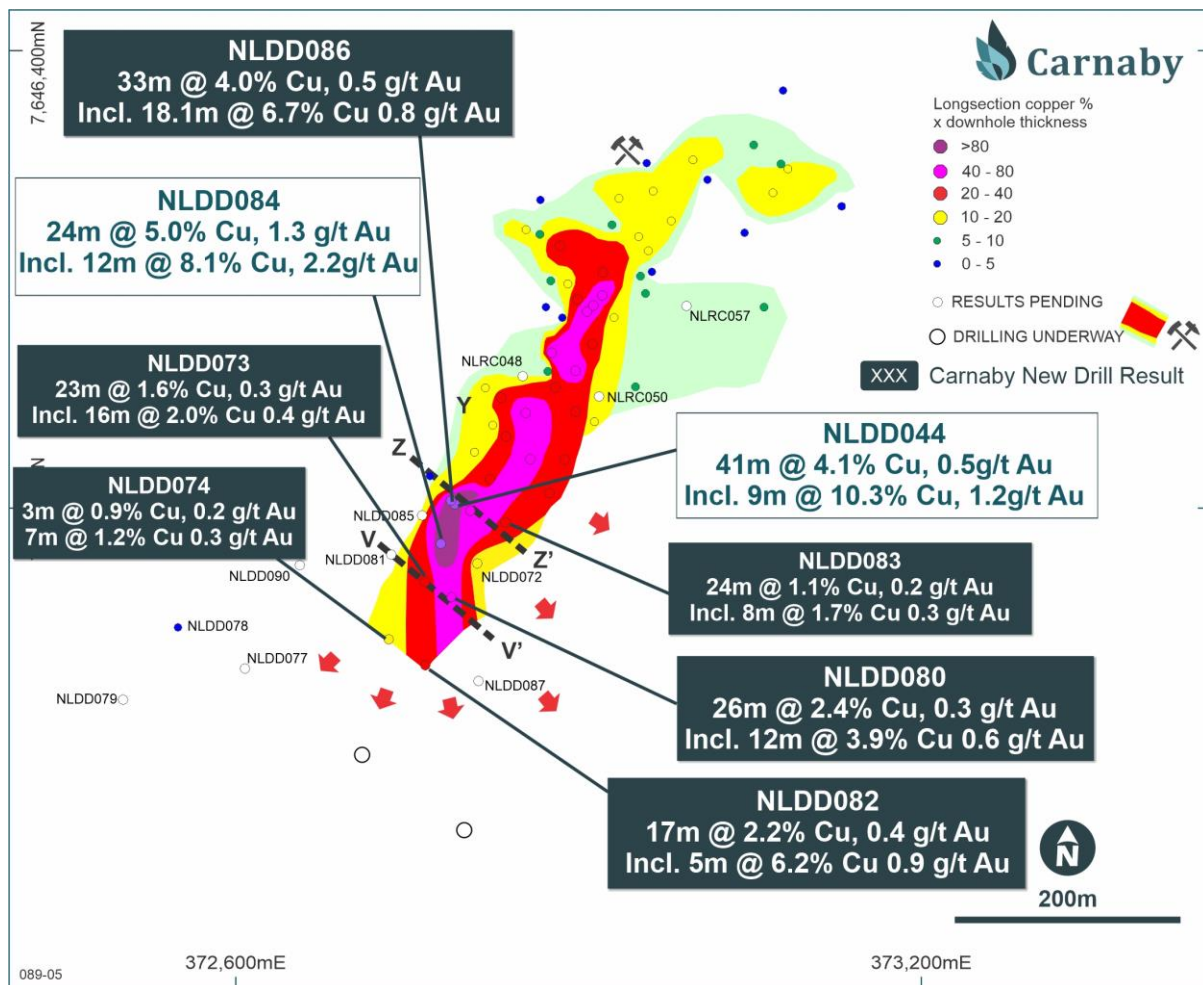 7,646,400mN
NLDD086
33m @ 4.0% Cu, 0.5 g/t Au
Incl. 18.1m @ 6.7% Cu 0.8 g/t Au
Carnaby
Longsection copper %
x downhole thickness
>80
40 - 80
20 - 40
10 - 20
5 - 10
0 - 5
RESULTS PENDING
DRILLING UNDERWAY
XXX Carnaby New Drill Result
NLDD084
24m @ 5.0% Cu, 1.3 g/t Au
Incl. 12m @ 8.1% Cu, 2.2g/t Au
NLRC057
NLRC048
NLDD073
23m @ 1.6% Cu, 0.3 g/t Au
Incl. 16m @ 2.0% Cu 0.4 g/t Au
Y
NLRC050
NLDD044
41m @ 4.1% Cu, 0.5g/t Au
Incl. 9m @ 10.3% Cu, 1.2g/t Au
Z
N
NLDD074
3m @ 0.9% Cu, 0.2 g/t Au
7m @ 1.2% Cu 0.3 g/t Au
NLDD085
V
NLDD081
Z'
NLDD090
NLDD072
NLDD083
24m @ 1.1% Cu, 0.2 g/t Au
Incl. 8m @ 1.7% Cu 0.3 g/t Au
NLDD078
V'
NLDD077
NLDD079
NLDD087
NLDD080
26m @ 2.4% Cu, 0.3 g/t Au
Incl. 12m @ 3.9% Cu 0.6 g/t Au
NLDD082
17m @ 2.2% Cu, 0.4 g/t Au
Incl. 5m @ 6.2% Cu 0.9 g/t Au
N
200m
372,600mE
373,200mE
089-05